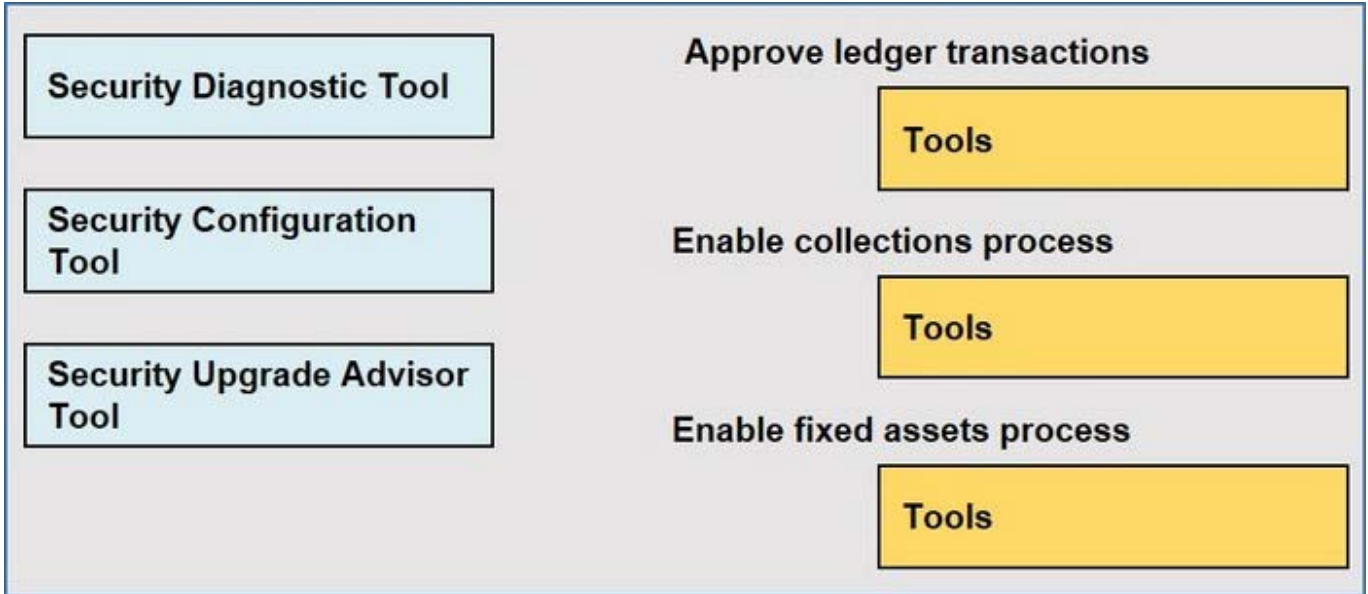 Security Diagnostic Tool
Security Configuration
Tool
Security Upgrade Advisor
Tool
Approve ledger transactions
Tools
Enable collections process
Tools
Enable fixed assets process
Tools